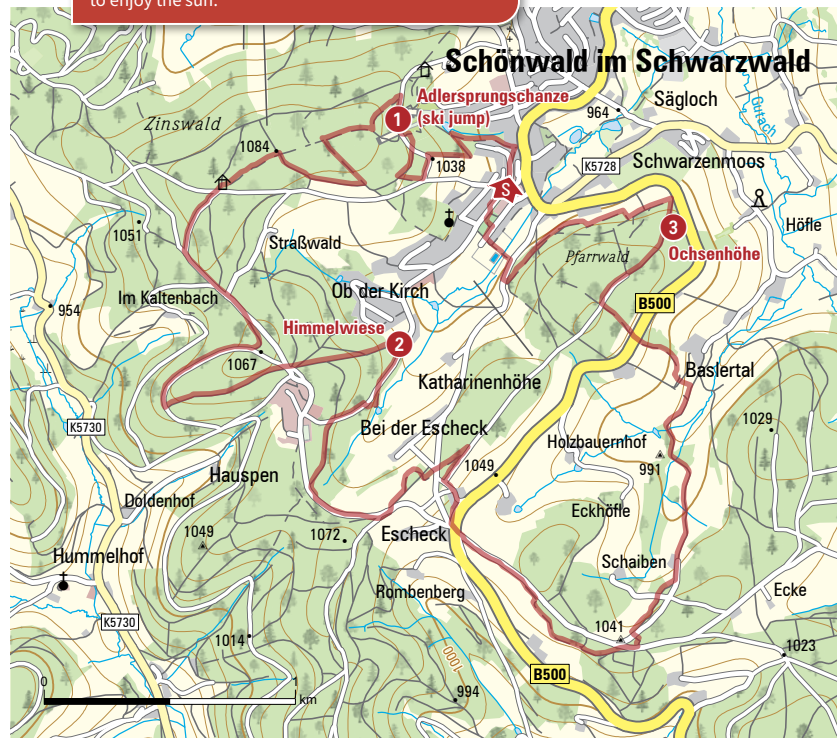 to enjoy the sun.
Schönwald im Schwarzwald
Adlersprungschanze
(ski jump)
1
Sägloch
964
Gutach
Zinswald
1084
1038
K5728
Schwarzenmoos
S
1051
Straßwald
3
Höfle
Pfarrwald
Ochsenhöhe
Im Kaltenbach
Ob der Kirch
954
B500
Himmelwiese
2
1067
Baslertal
Katharinenhöhe
K5730
Bei der Escheck
1029
Holzbauernhof
1049
991
Hauspen
Doldenhof
Eckhöfle
1049
1072
Escheck
Hummelhof
Schaiben
Rombenberg
Ecke
K5730
1014
1041
1023
1000
B500
994
0
1
km